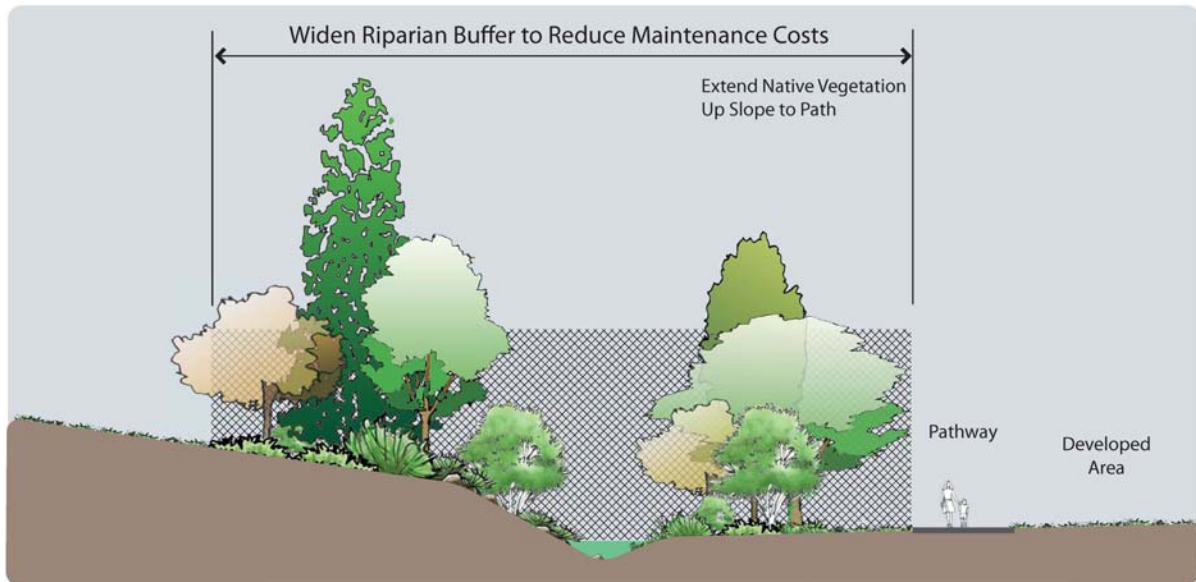 Widen Riparian Buffer to Reduce Maintenance Costs
Extend Native Vegetation
Up Slope to Path
Pathway
Developed
Area